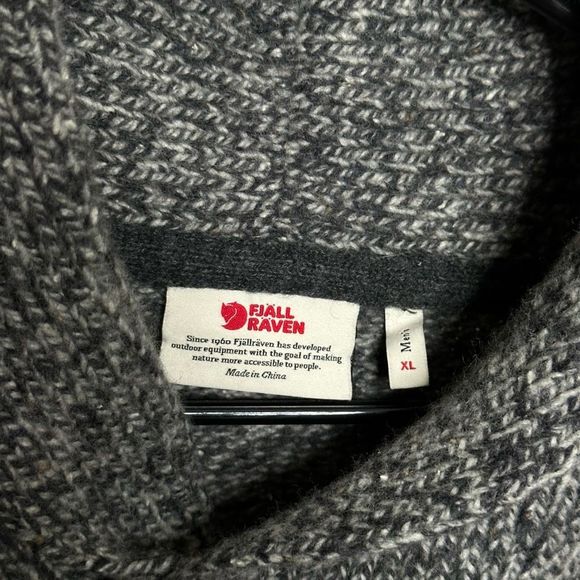 FJÄLL
RÄVEN
Since 1960 Fjällräven has developed
outdoor equipment with the goal of making
nature more accessible to people.
Made in China
Men's
XL